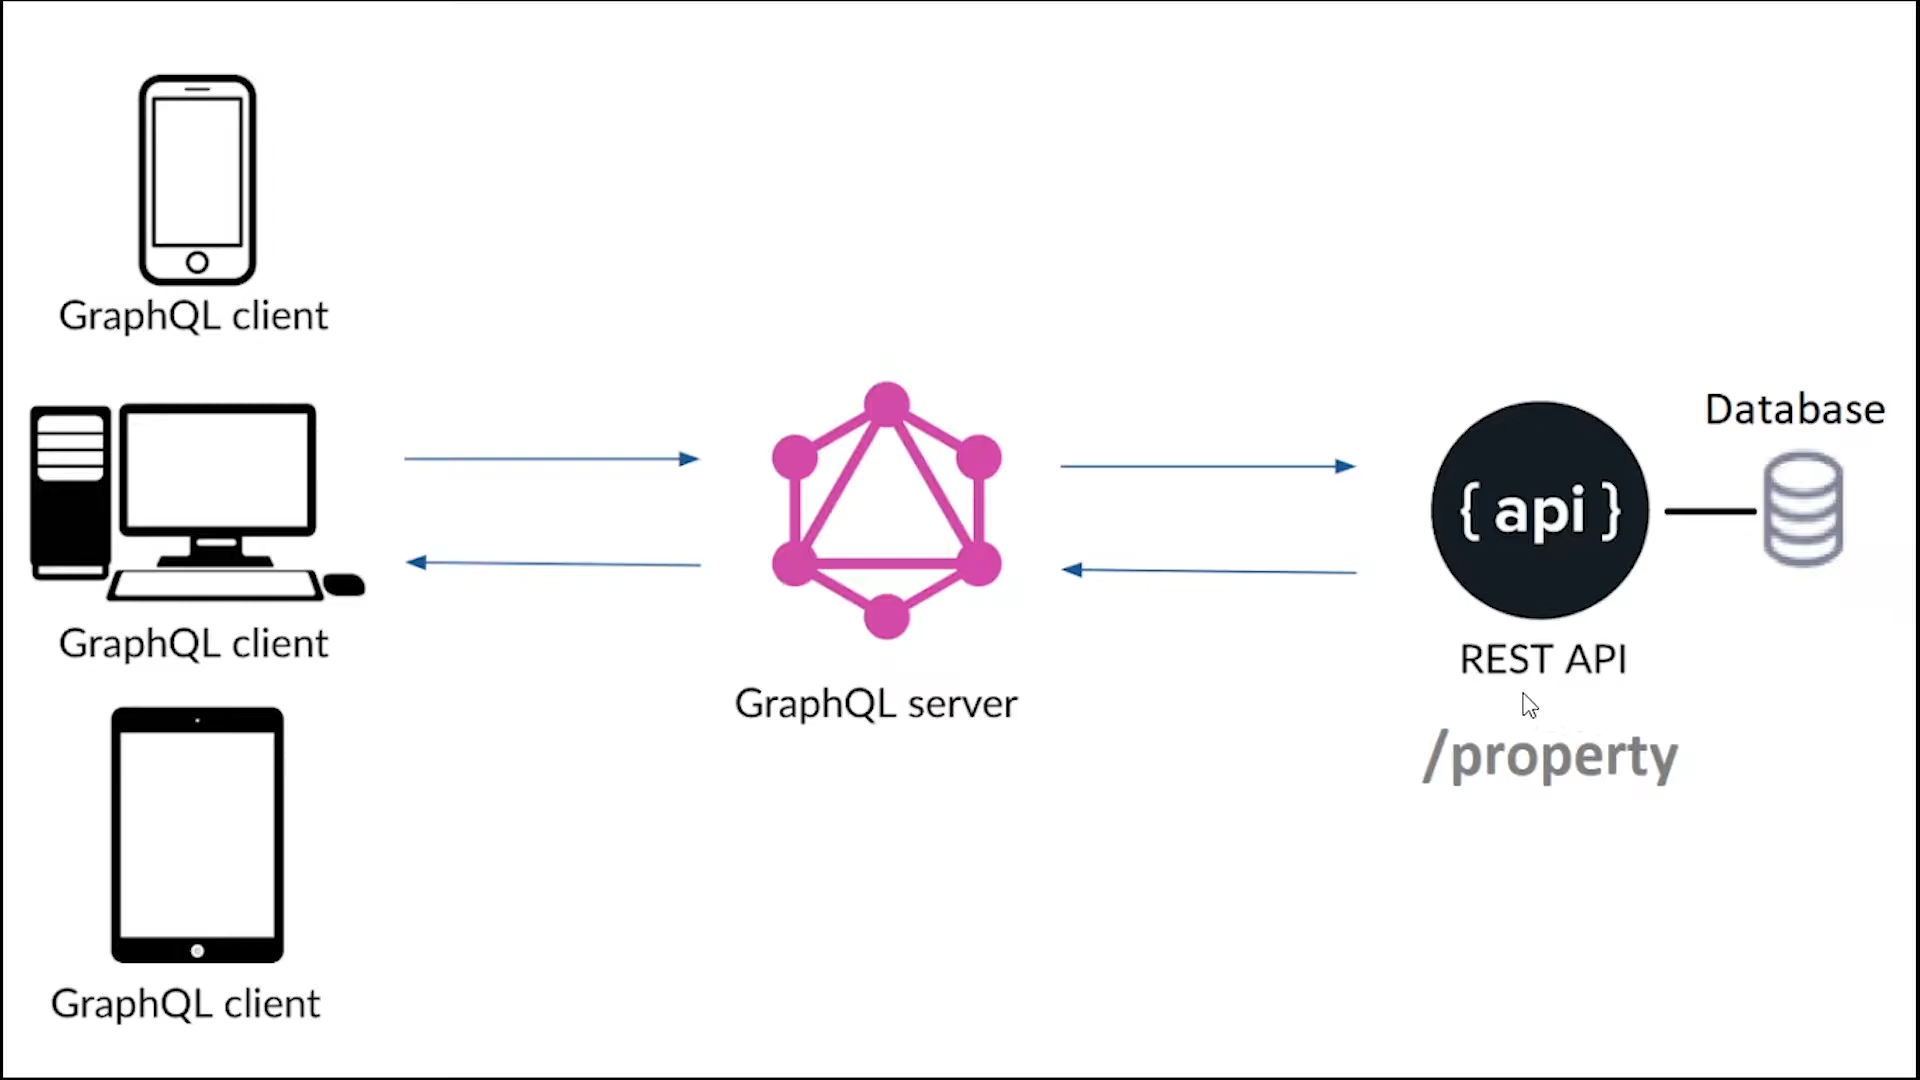 GraphQL client
GraphQL client
GraphQL client
GraphQL server
Database
{ api }
REST API
/property